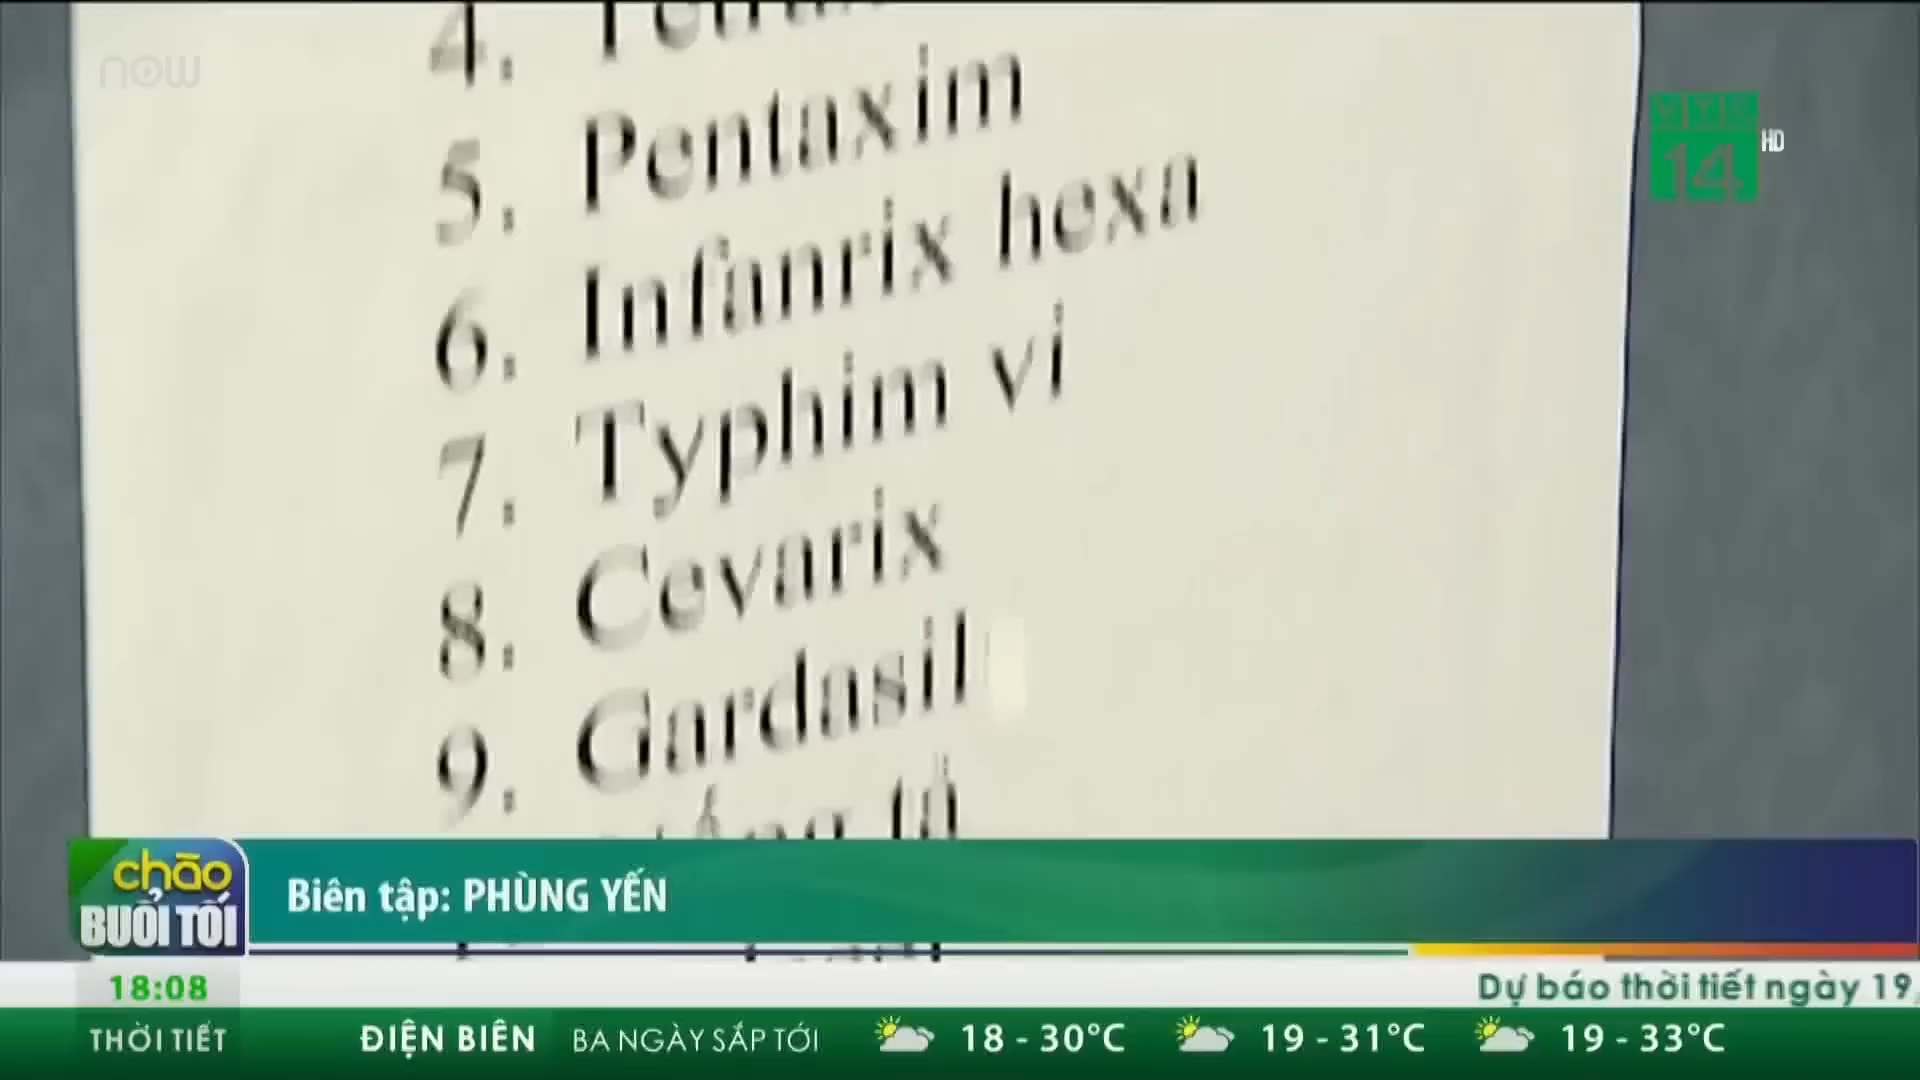 now
4.
5. Pentaxim
6. Infanrix hexa
7. Typhim vi
8. Cevarix
9. Gardasil
VTC
14
HD
chào
BUỔI TỐI
Biên tập: PHÙNG YẾN
18:08
Dự báo thời tiết ngày 19
THỜI TIẾT
ĐIỆN BIÊN BA NGÀY SẮP TỚI 18 - 30°C 19 - 31°C 19 - 33°C